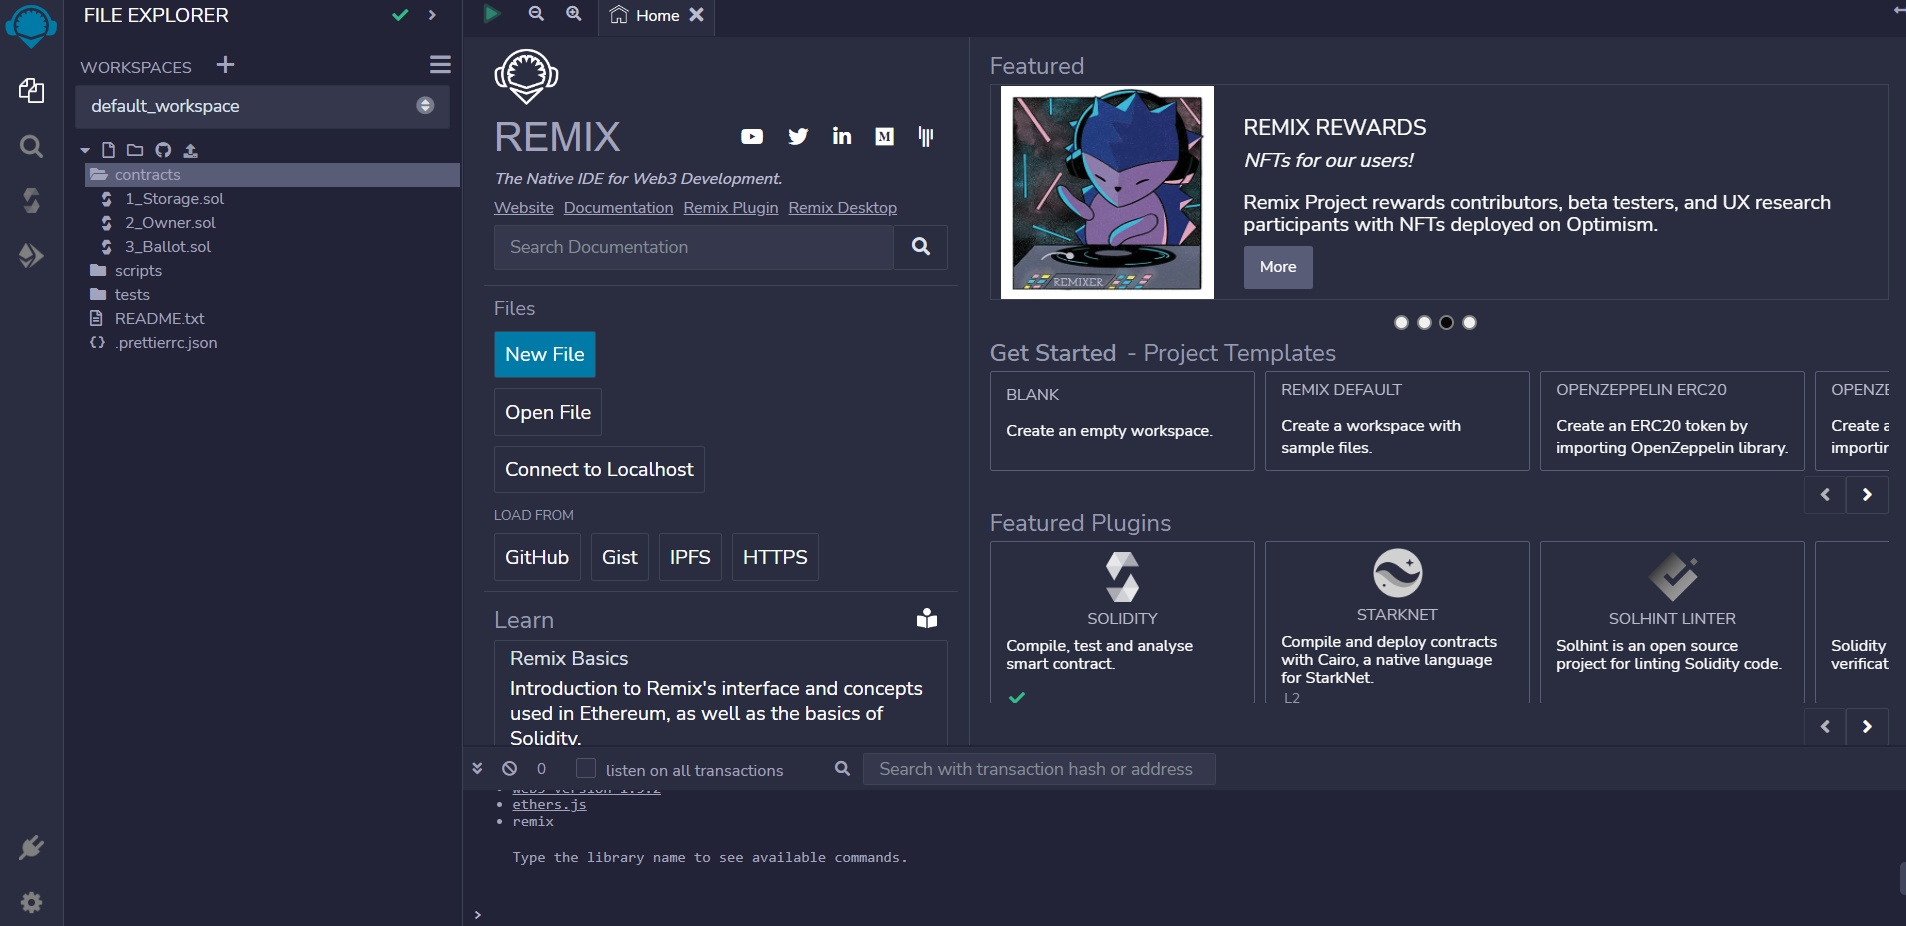 FILE EXPLORER
WORKSPACES
default_workspace
contracts
1_Storage.sol
2_Owner.sol
3_Ballot.sol
scripts
tests
README.txt
.prettierrc.json
Home
REMIX
The Native IDE for Web3 Development.
Website Documentation Remix Plugin Remix Desktop
Search Documentation
Files
New File
Open File
Connect to Localhost
LOAD FROM
GitHub Gist IPFS HTTPS
Learn
Remix Basics
Introduction to Remix's interface and concepts
used in Ethereum, as well as the basics of
Solidity.
Featured
REMIXER
REMIX REWARDS
NFTs for our users!
Remix Project rewards contributors, beta testers, and UX research
participants with NFTs deployed on Optimism.
More
Get Started - Project Templates
BLANK
Create an empty workspace.
REMIX DEFAULT
Create a workspace with
sample files.
OPENZEPPELIN ERC20
Create an ERC20 token by
importing OpenZeppelin library.
OPENZE
Create a
importin
Featured Plugins
SOLIDITY
Compile, test and analyse
smart contract.
STARKNET
Compile and deploy contracts
with Cairo, a native language
for StarkNet.
L2
SOLHINT LINTER
Solhint is an open source
project for linting Solidity code.
Solidity
verificat
0 listen on all transactions Search with transaction hash or address
web3 version 1.5.2
ethers.js
remix
Type the library name to see available commands.
>